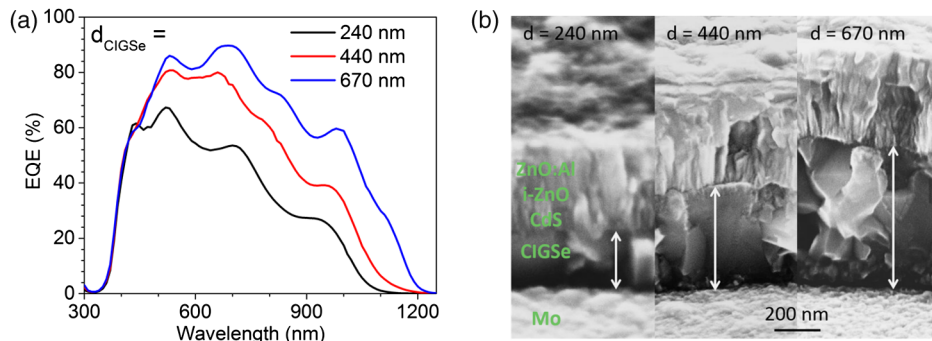 (a)
d_CIGSe =
240 nm
440 nm
670 nm
EQE (%)
100
80
60
40
20
0
300
600
900
1200
Wavelength (nm)
(b)
d = 240 nm
d = 440 nm
d = 670 nm
ZnO:Al
i-ZnO
CdS
CIGSe
Mo
200 nm